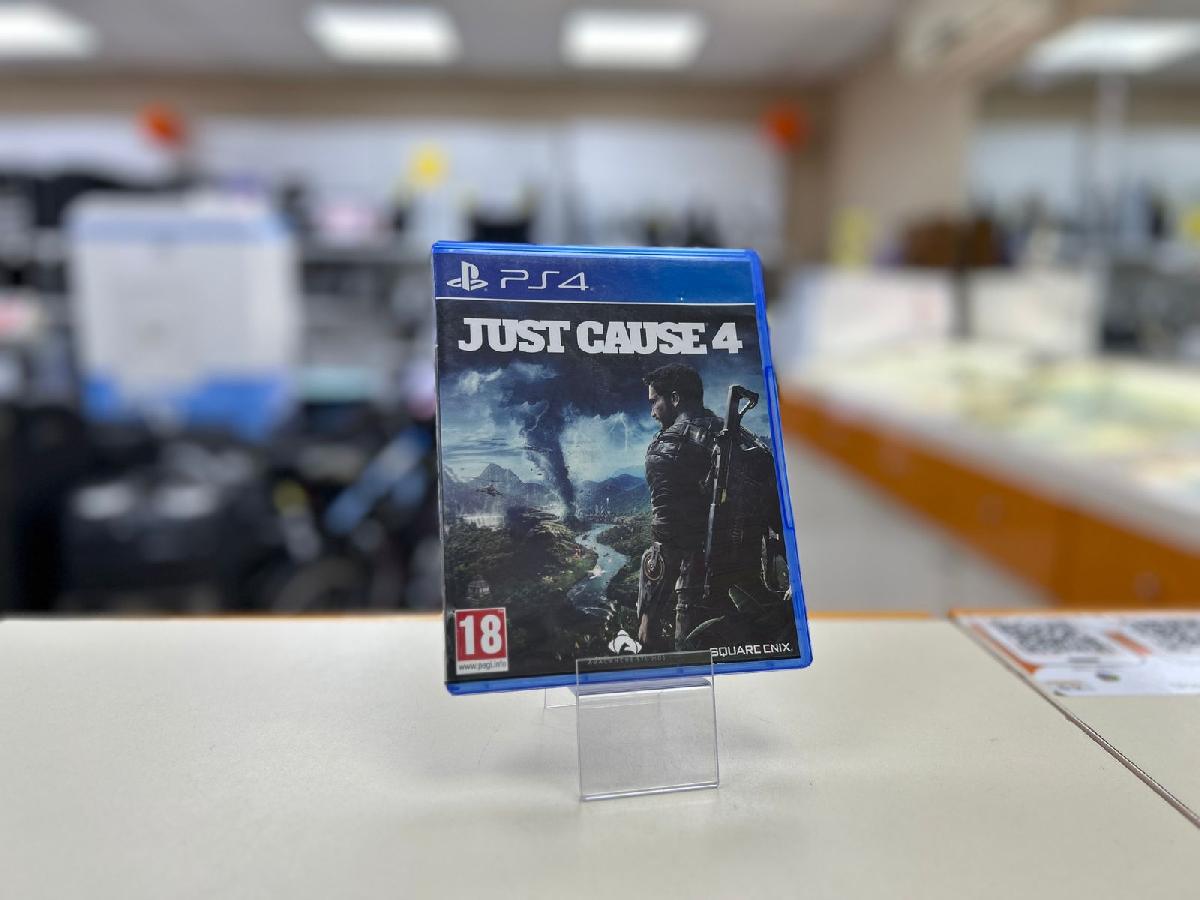 PS4
JUST CAUSE 4
18
www.pegi.info
SQUARE ENIX